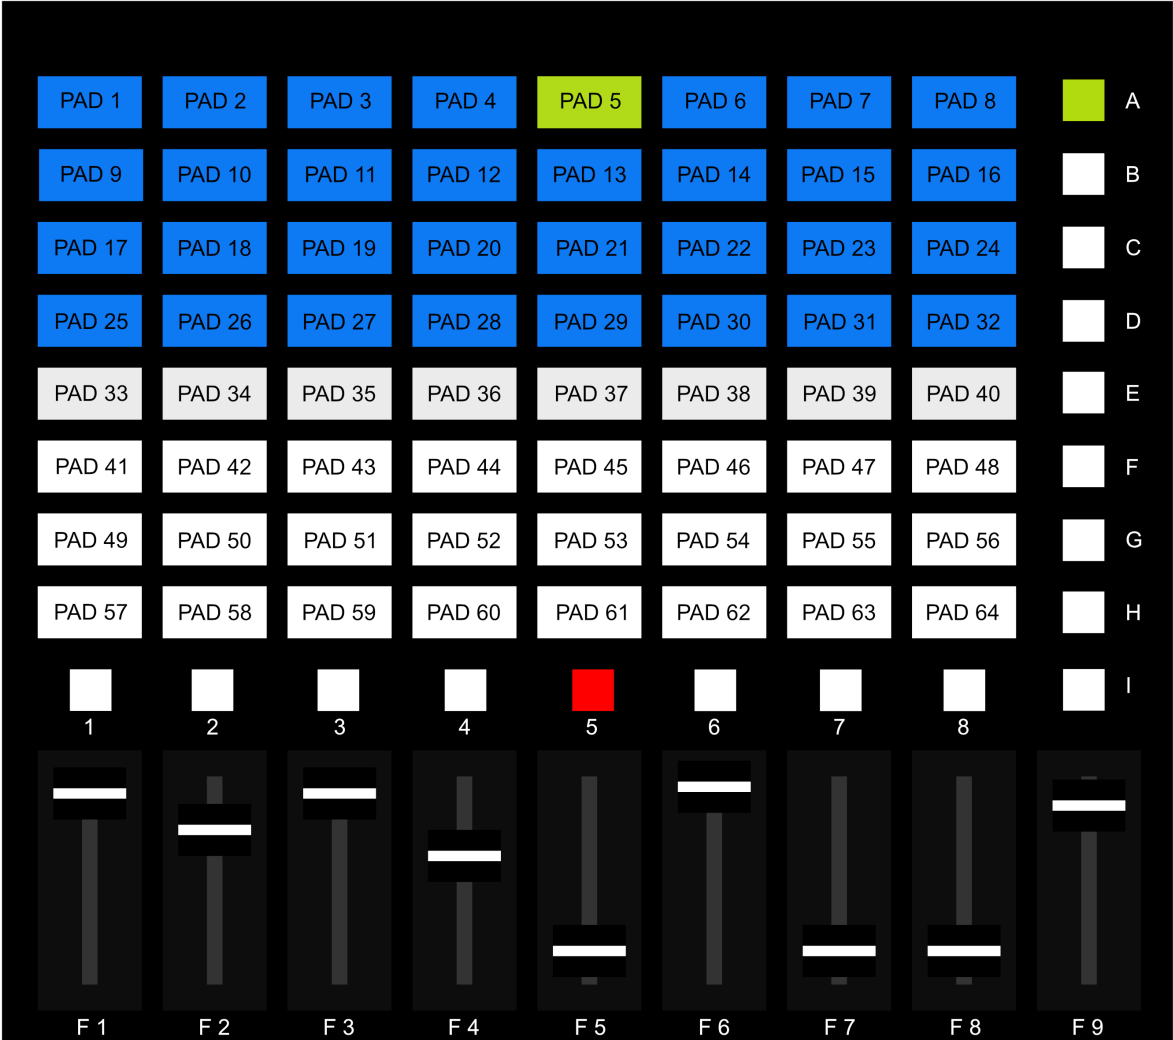 PAD 1 PAD 2 PAD 3 PAD 4 PAD 5 PAD 6 PAD 7 PAD 8 A
PAD 9 PAD 10 PAD 11 PAD 12 PAD 13 PAD 14 PAD 15 PAD 16 B
PAD 17 PAD 18 PAD 19 PAD 20 PAD 21 PAD 22 PAD 23 PAD 24 C
PAD 25 PAD 26 PAD 27 PAD 28 PAD 29 PAD 30 PAD 31 PAD 32 D
PAD 33 PAD 34 PAD 35 PAD 36 PAD 37 PAD 38 PAD 39 PAD 40 E
PAD 41 PAD 42 PAD 43 PAD 44 PAD 45 PAD 46 PAD 47 PAD 48 F
PAD 49 PAD 50 PAD 51 PAD 52 PAD 53 PAD 54 PAD 55 PAD 56 G
PAD 57 PAD 58 PAD 59 PAD 60 PAD 61 PAD 62 PAD 63 PAD 64 H
I
1 2 3 4 5 6 7 8
F 1 F 2 F 3 F 4 F 5 F 6 F 7 F 8 F 9